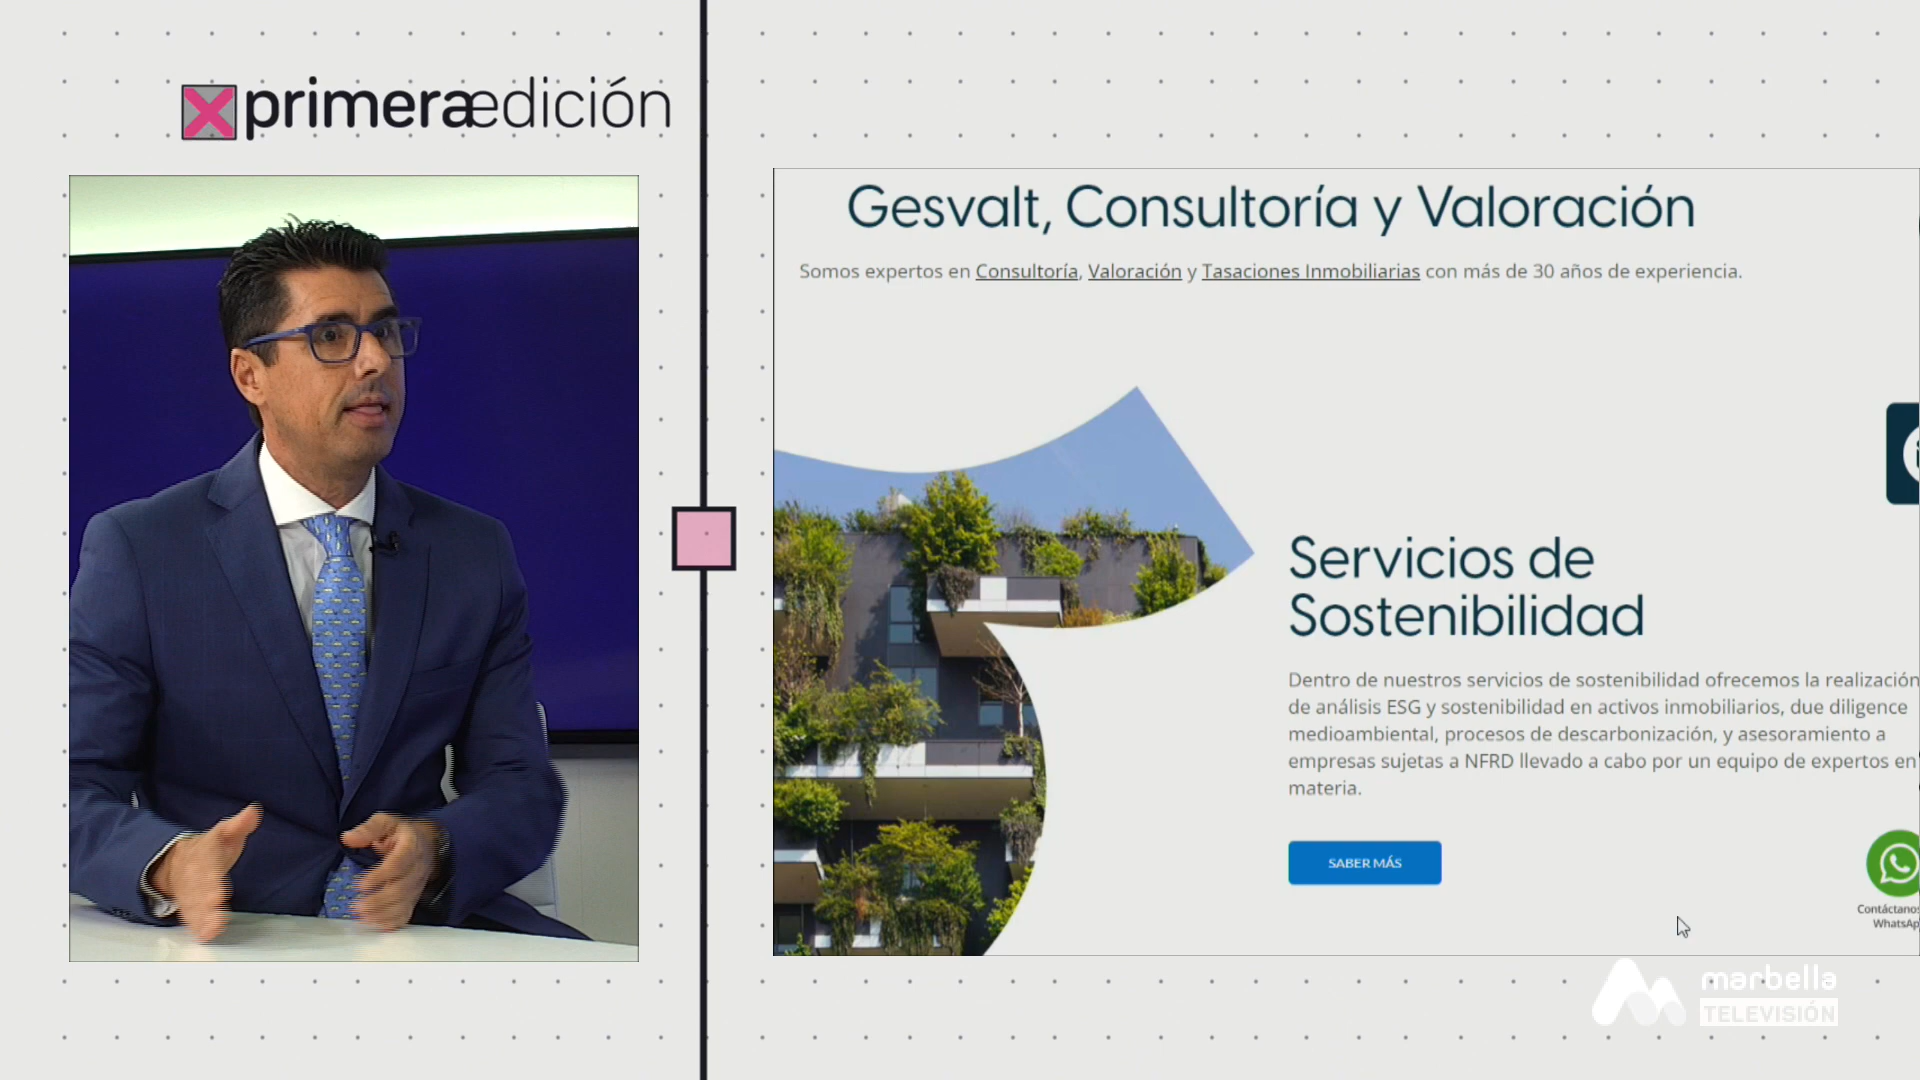 primeraedición
Gesvalt, Consultoría y Valoración
Somos expertos en Consultoría, Valoración y Tasaciones Inmobiliarias con más de 30 años de experiencia.
Servicios de
Sostenibilidad
Dentro de nuestros servicios de sostenibilidad ofrecemos la realización
de análisis ESG y sostenibilidad en activos inmobiliarios, due diligence
medioambiental, procesos de descarbonización, y asesoramiento a
empresas sujetas a NFRD llevado a cabo por un equipo de expertos en
materia.
SABER MÁS
Contáctanos
WhatsAp
marbella
TELEVISIÓN